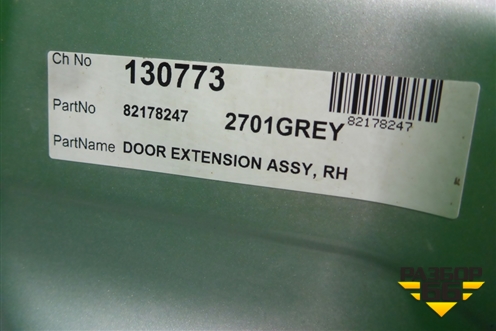 Ch No 130773
PartNo 82178247 2701GREY 82178247
PartName DOOR EXTENSION ASSY, RH
РАЗБОР